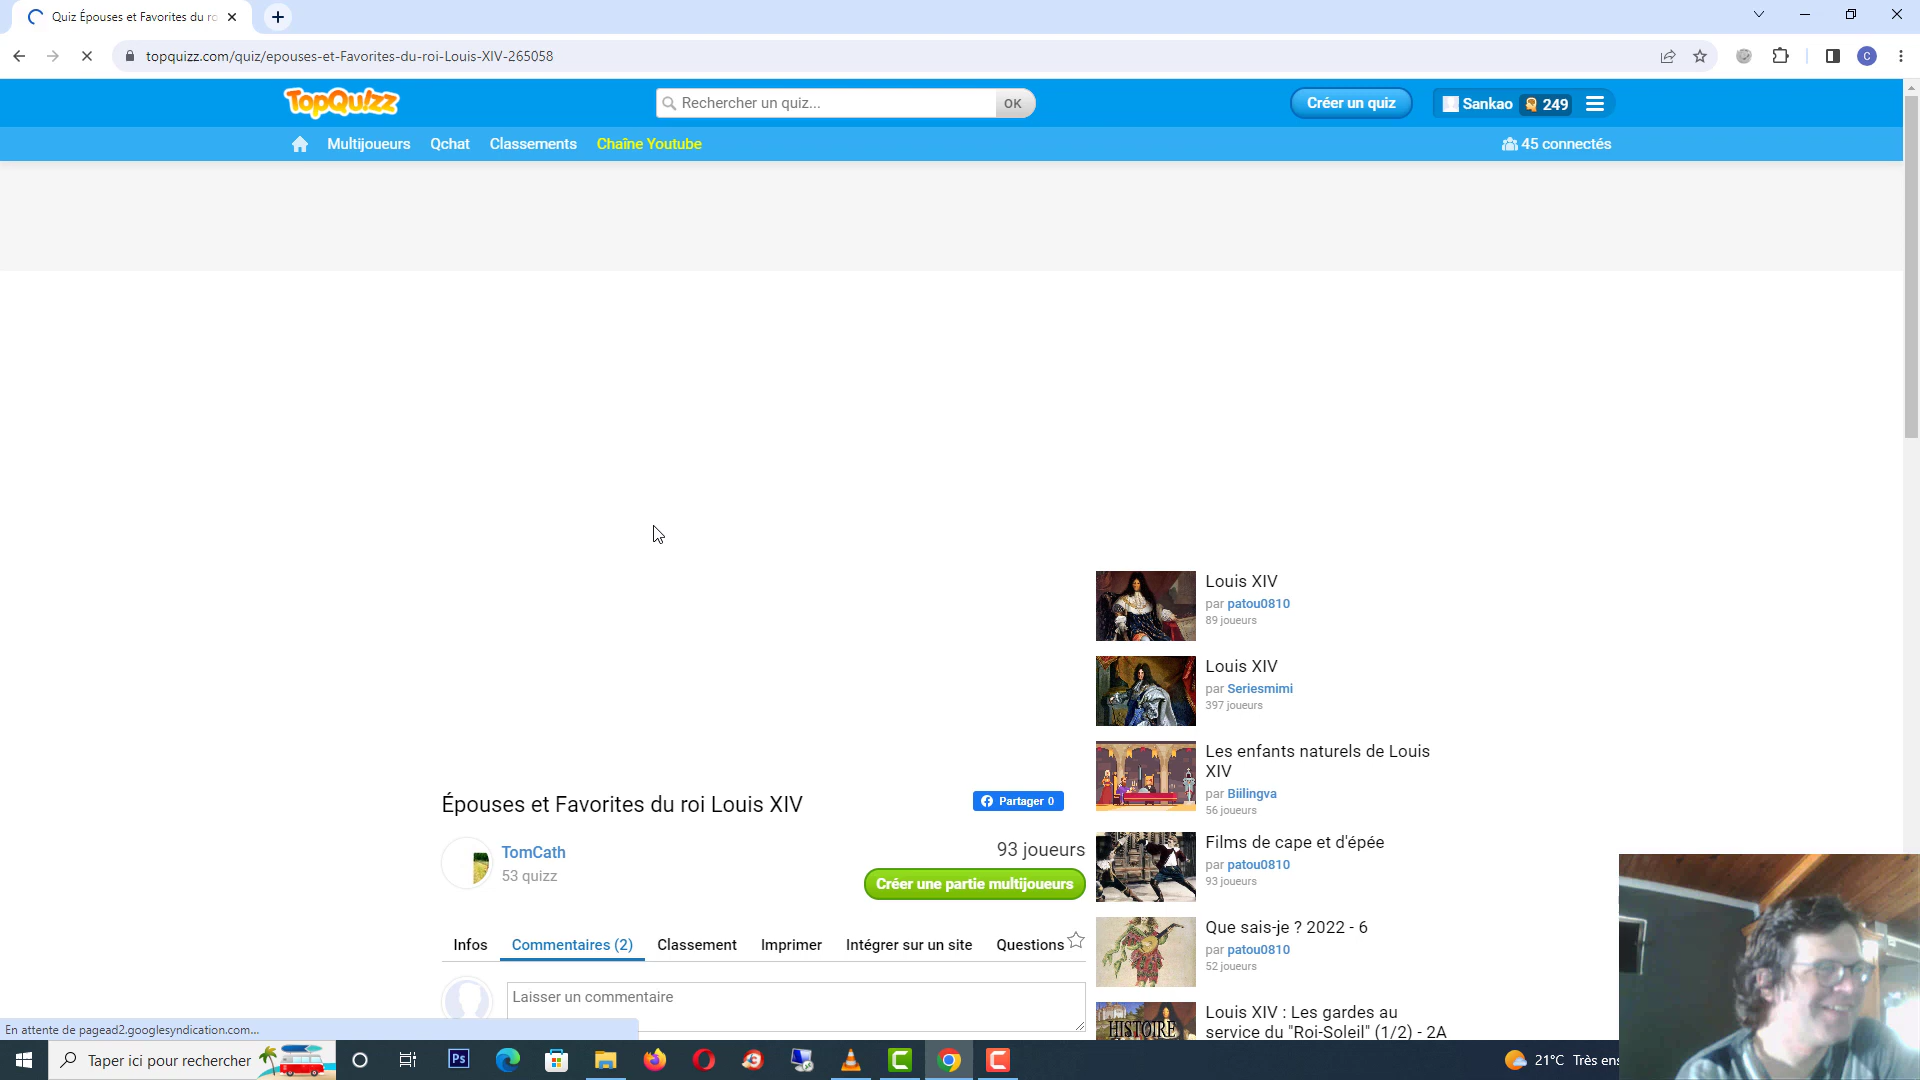 Quiz Épouses et Favorites du ro
topquizz.com/quiz/epouses-et-Favorites-du-roi-Louis-XIV-265058
C
TopQuizz
Rechercher un quiz...
OK
Créer un quiz
Sankao
249
Multijoueurs
Qchat
Classements
Chaîne Youtube
45 connectés
Louis XIV
par patou0810
89 joueurs
Louis XIV
par Seriesmimi
397 joueurs
Les enfants naturels de Louis
XIV
par Biilingva
56 joueurs
Épouses et Favorites du roi Louis XIV
Partager 0
TomCath
53 quizz
93 joueurs
Créer une partie multijoueurs
Films de cape et d'épée
par patou0810
93 joueurs
Que sais-je ? 2022 - 6
par patou0810
52 joueurs
Infos
Commentaires (2)
Classement
Imprimer
Intégrer sur un site
Questions
Laisser un commentaire
HISTOIRE
Louis XIV : Les gardes au
service du "Roi-Soleil" (1/2) - 2A
En attente de pagead2.googlesyndication.com...
Taper ici pour rechercher
Ps
21°C Très ens